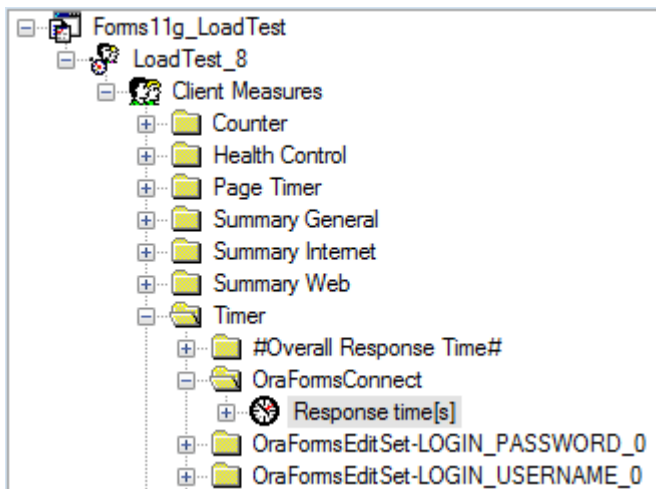 Forms11g_LoadTest
LoadTest_8
Client Measures
Counter
Health Control
Page Timer
Summary General
Summary Internet
Summary Web
Timer
#Overall Response Time#
OraFormsConnect
Response time[s]
OraFormsEditSet-LOGIN_PASSWORD_0
OraFormsEditSet-LOGIN_USERNAME_0